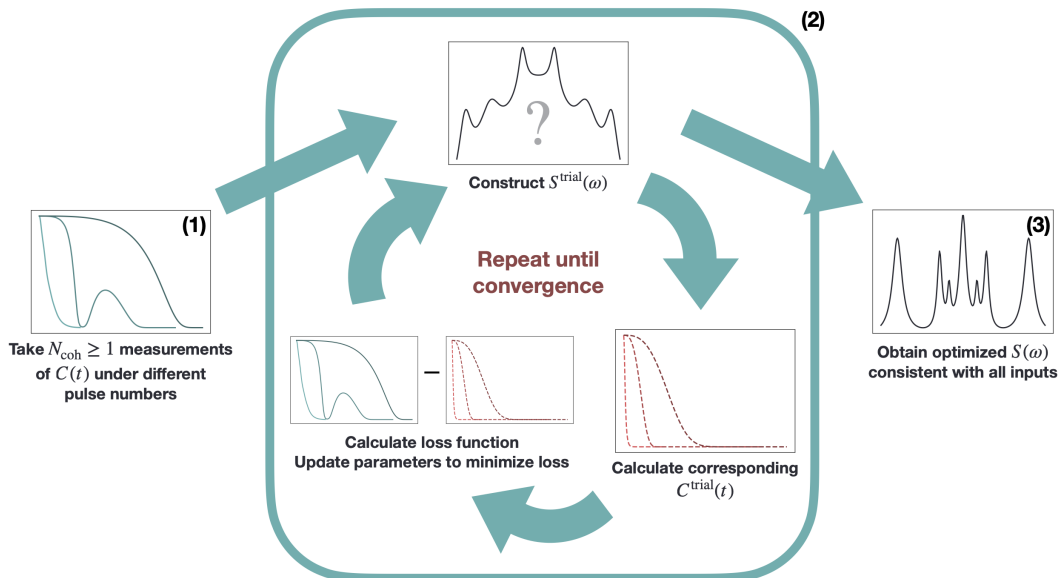 (1)
Take N_coh ≥ 1 measurements
of C(t) under different
pulse numbers
(2)
?
Construct S^trial(ω)
Repeat until
convergence
Calculate corresponding
C^trial(t)
−
Calculate loss function
Update parameters to minimize loss
(3)
Obtain optimized S(ω)
consistent with all inputs